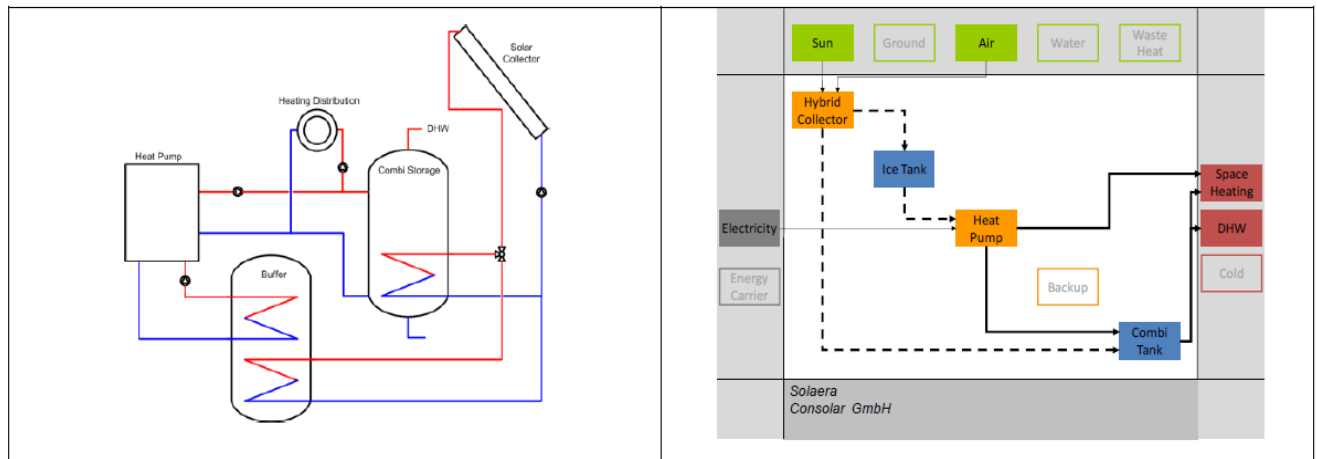 Solar
Collector
Heating Distribution
DHW
Heat Pump
Combi Storage
Buffer
Sun
Ground
Air
Water
Waste
Heat
Hybrid
Collector
Ice Tank
Space
Heating
Electricity
Heat
Pump
DHW
Energy
Carrier
Backup
Cold
Combi
Tank
Solaera
Consolar GmbH